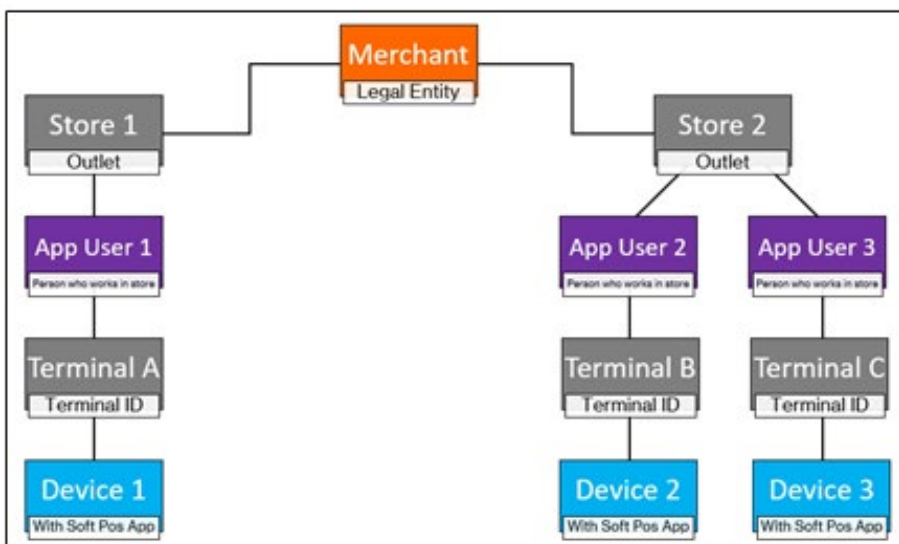 Merchant
Legal Entity
Store 1
Outlet
Store 2
Outlet
App User 1
Person who works in store
App User 2
Person who works in store
App User 3
Person who works in store
Terminal A
Terminal ID
Terminal B
Terminal ID
Terminal C
Terminal ID
Device 1
With Soft Pos App
Device 2
With Soft Pos App
Device 3
With Soft Pos App